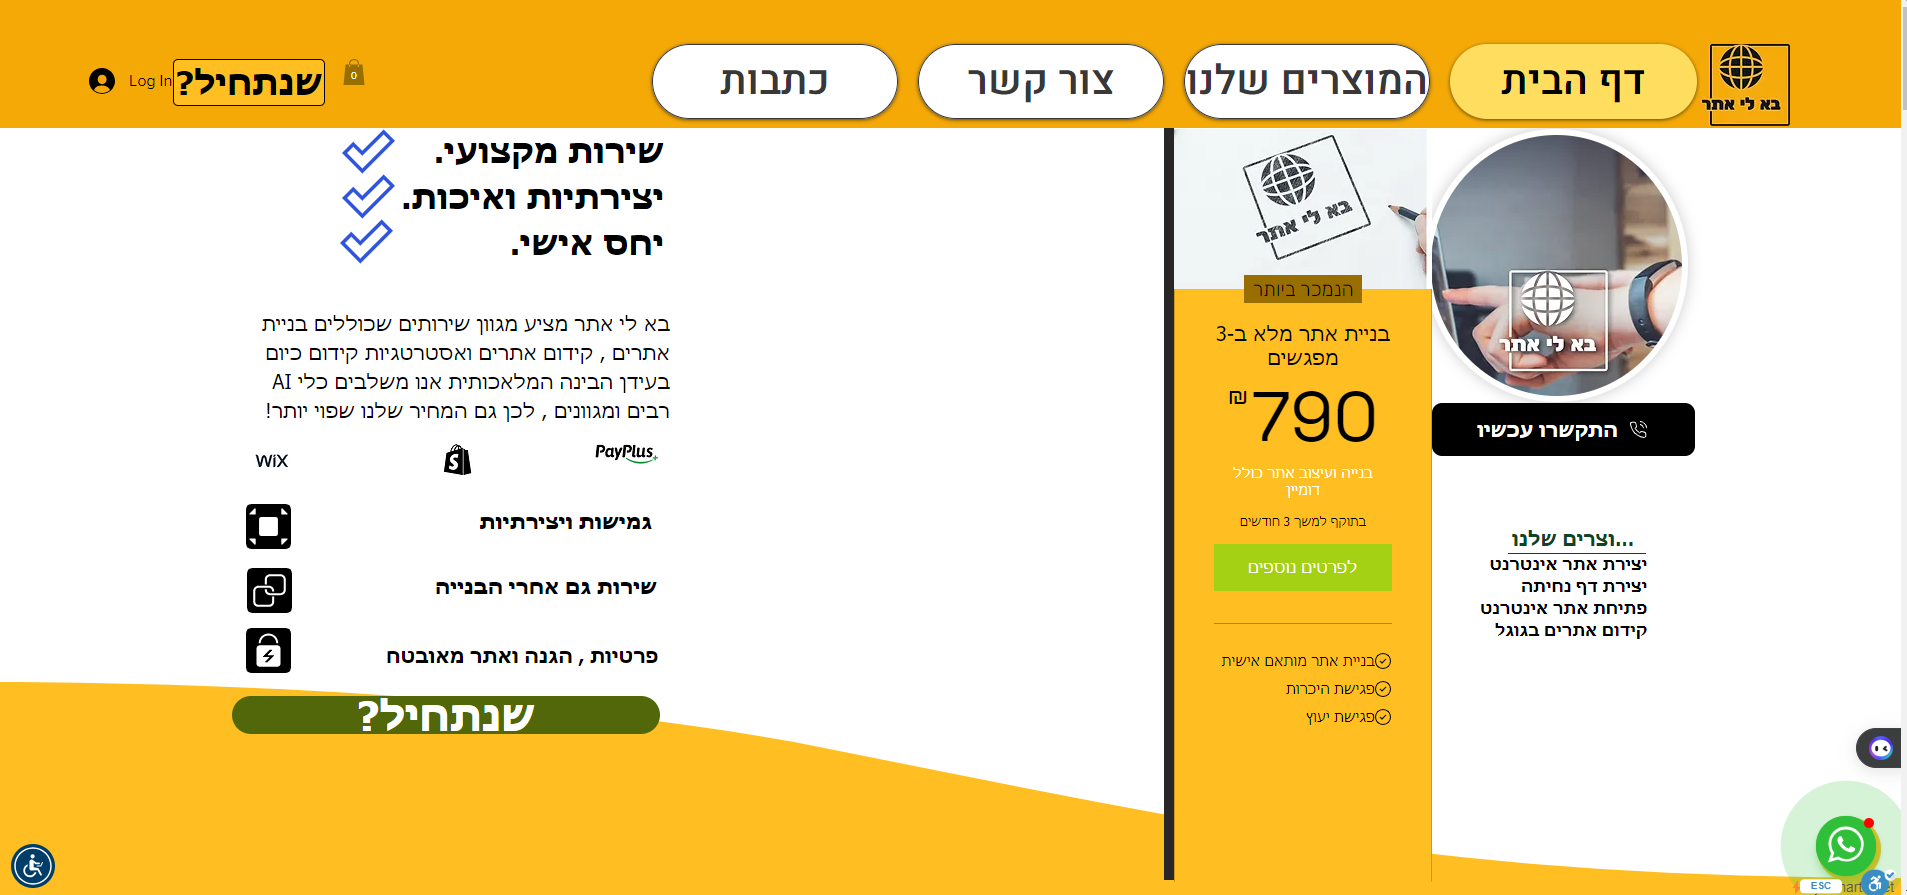 דף הבית
המוצרים שלנו
צור קשר
כתבות
0
שנתחיל?
Log In
בא לי אתר
בא לי אתר
התקשרו עכשיו
...וצרים שלנו
יצירת אתר אינטרנט
יצירת דף נחיתה
פתיחת אתר אינטרנט
קידום אתרים בגוגל
בא לי אתר
הנמכר ביותר
בניית אתר מלא ב-3
מפגשים
790 ₪
בנייה ועיצוב אתר כולל
דומיין
בתוקף למשך 3 חודשים
לפרטים נוספים
בניית אתר מותאם אישית
פגישת היכרות
פגישת יעוץ
שירות מקצועי.
יצירתיות ואיכות.
יחס אישי.
בא לי אתר מציע מגוון שירותים שכוללים בניית
אתרים , קידום אתרים ואסטרטגיות קידום כיום
בעידן הבינה המלאכותית אנו משלבים כלי AI
רבים ומגוונים , לכן גם המחיר שלנו שפוי יותר!
PayPlus
WiX
גמישות ויצירתיות
שירות גם אחרי הבנייה
פרטיות , הגנה ואתר מאובטח
שנתחיל?
ESC